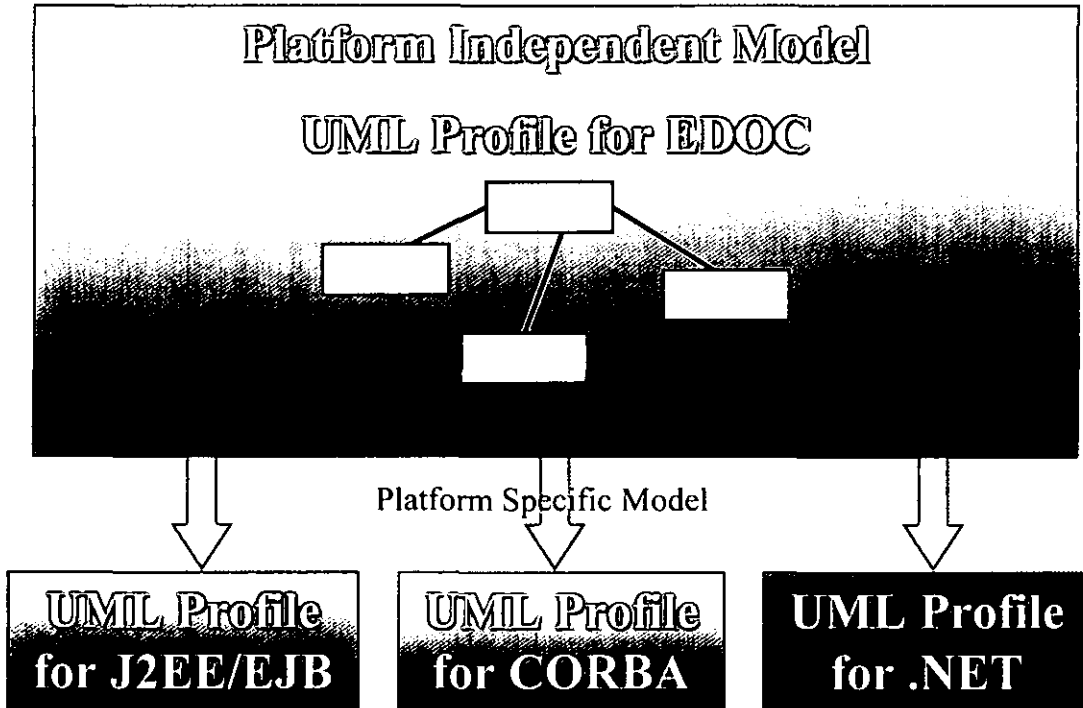 Platform Independent Model
UML Profile for EDOC
Platform Specific Model
UML Profile
for J2EE/EJB
UML Profile
for CORBA
UML Profile
for .NET